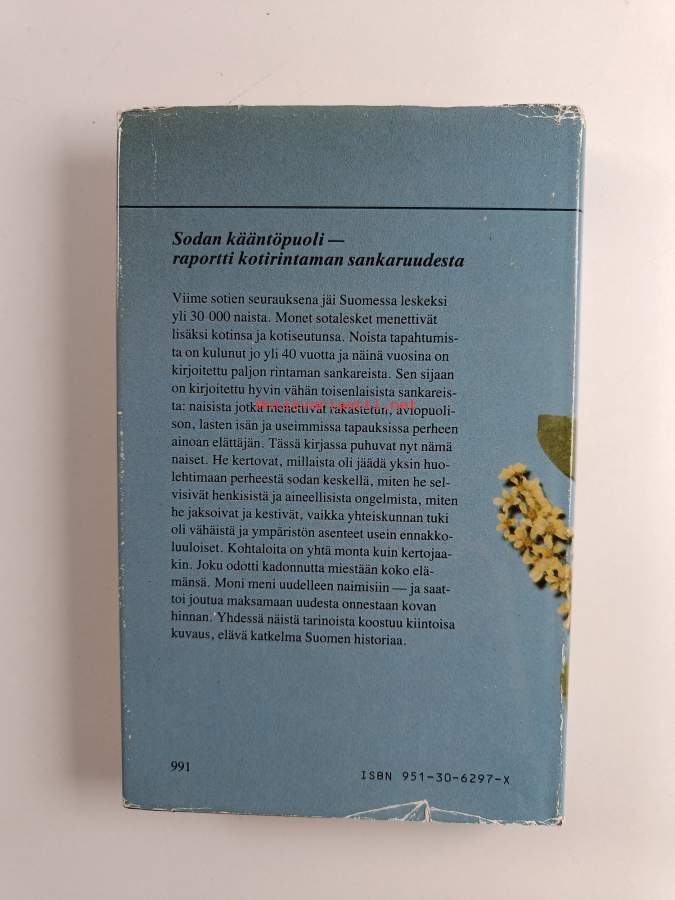 Sodan kääntöpuoli —
raportti kotirintaman sankaruudesta
Viime sotien seurauksena jäi Suomessa leskeksi
yli 30 000 naista. Monet sotalesket menettivät
lisäksi kotinsa ja kotiseutunsa. Noista tapahtumis-
ta on kulunut jo yli 40 vuotta ja näinä vuosina on
kirjoitettu paljon rintaman sankareista. Sen sijaan
on kirjoitettu hyvin vähän toisenlaisista sankareis-
ta: naisista jotka menettivät rakastetun, aviopuoli-
son, lasten isän ja useimmissa tapauksissa perheen
ainoan elättäjän. Tässä kirjassa puhuvat nyt nämä
naiset. He kertovat, millaista oli jäädä yksin huo-
lehtimaan perheestä sodan keskellä, miten he sel-
visivät henkisistä ja aineellisista ongelmista, miten
he jaksoivat ja kestivät, vaikka yhteiskunnan tuki
oli vähäistä ja ympäristön asenteet usein ennakko-
luuloiset. Kohtaloita on yhtä monta kuin kertojaa-
kin. Joku odotti kadonnutta miestään koko elä-
mänsä. Moni meni uudelleen naimisiin — ja saat-
toi joutua maksamaan uudesta onnestaan kovan
hinnan. Yhdessä näistä tarinoista koostuu kiintoisa
kuvaus, elävä katkelma Suomen historiaa.
991
ISBN 951-30-6297-X